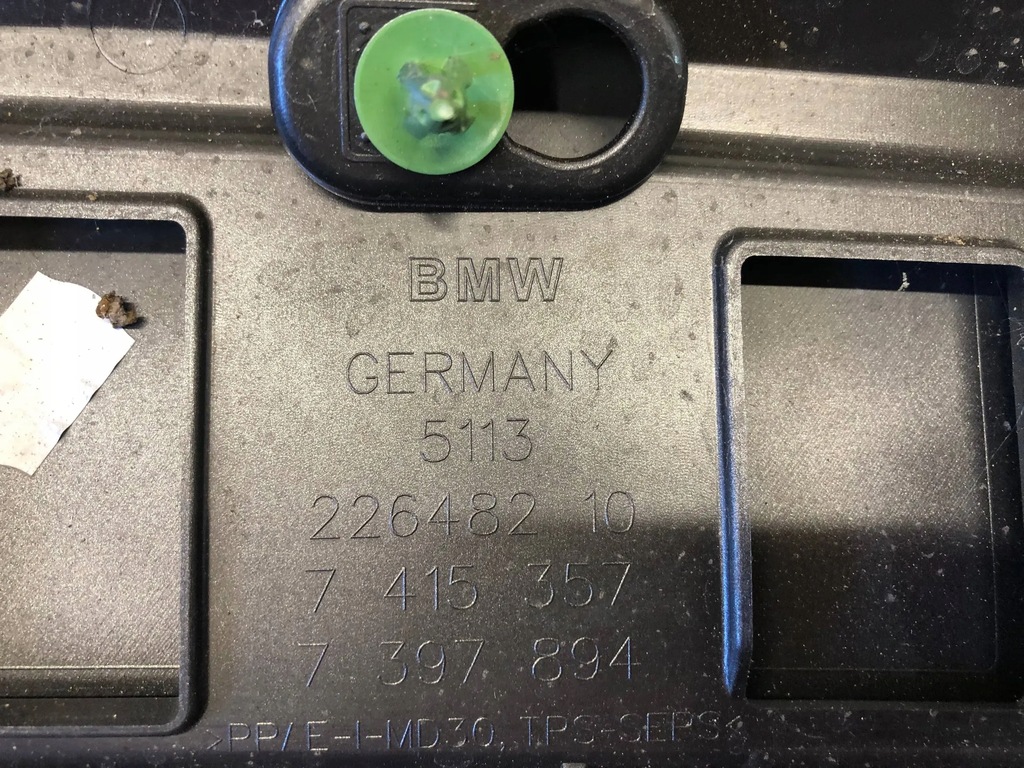 BMW
GERMANY
5113
226482 10
7 415 357
7 397 894
>PP/E-I-MD30, TPS-SEPS<